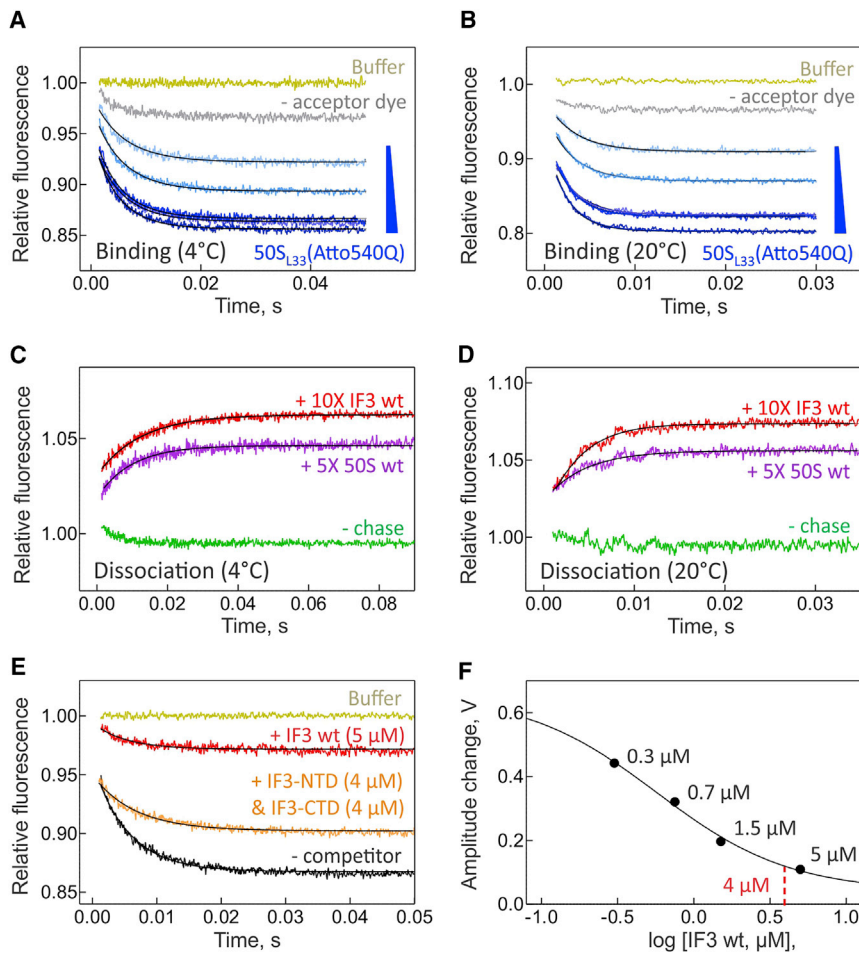 A
Relative fluorescence
1.00
0.95
0.90
0.85
Buffer
- acceptor dye
Binding (4°C)
50S L33 (Atto540Q)
0.00
0.02
0.04
Time, s
B
Relative fluorescence
1.0
0.9
0.8
Buffer
- acceptor dye
Binding (20°C)
50S L33 (Atto540Q)
0.00
0.01
0.02
0.03
Time, s
C
Relative fluorescence
1.05
1.00
+ 10X IF3 wt
+ 5X 50S wt
- chase
Dissociation (4°C)
0.00
0.02
0.04
0.06
0.08
Time, s
D
Relative fluorescence
1.10
1.05
1.00
+ 10X IF3 wt
+ 5X 50S wt
- chase
Dissociation (20°C)
0.00
0.01
0.02
0.03
Time, s
E
Relative fluorescence
1.00
0.95
0.90
0.85
Buffer
+ IF3 wt (5 µM)
+ IF3-NTD (4 µM)
& IF3-CTD (4 µM)
- competitor
0.00
0.01
0.02
0.03
0.04
0.05
Time, s
F
Amplitude change, V
0.6
0.4
0.2
0.0
0.3 µM
0.7 µM
1.5 µM
5 µM
4 µM
-1.0
-0.5
0.0
0.5
1.0
log [IF3 wt, µM],